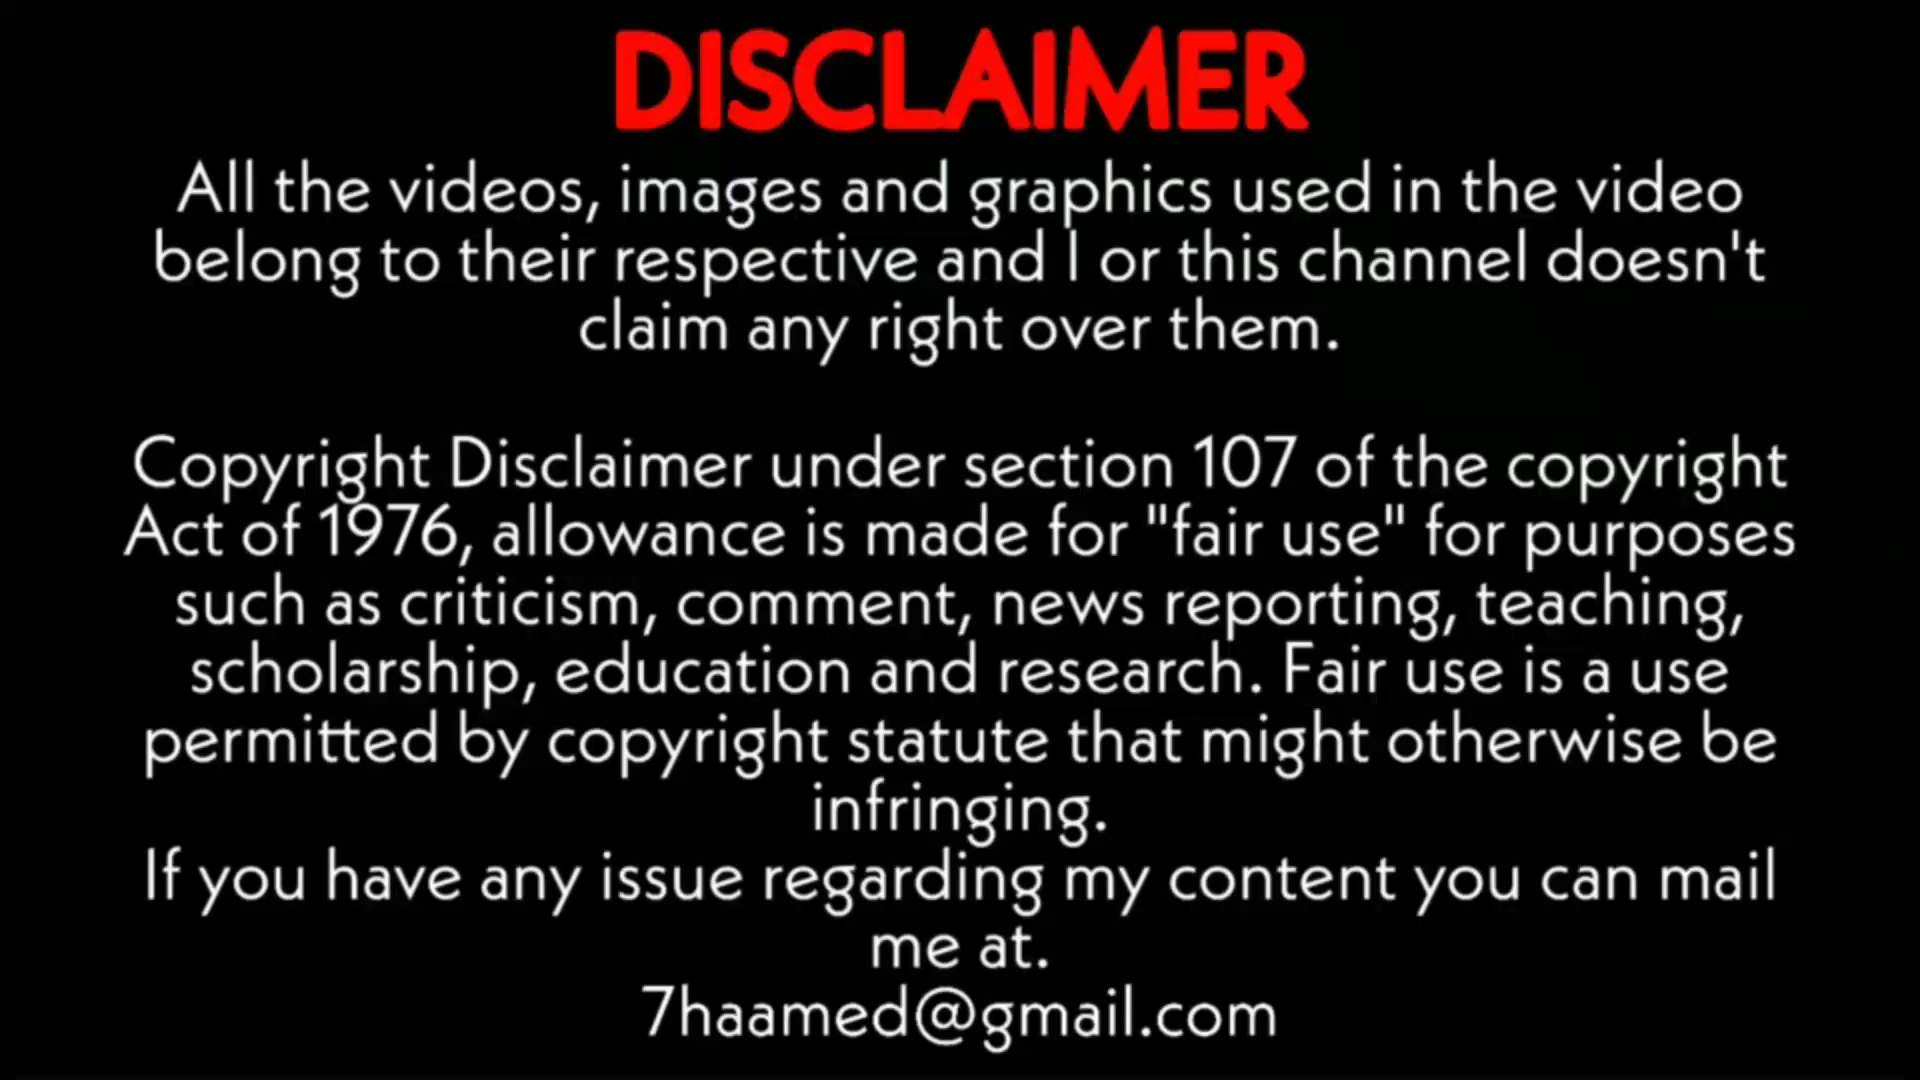 DISCLAIMER
All the videos, images and graphics used in the video
belong to their respective and I or this channel doesn't
claim any right over them.
Copyright Disclaimer under section 107 of the copyright
Act of 1976, allowance is made for "fair use" for purposes
such as criticism, comment, news reporting, teaching,
scholarship, education and research. Fair use is a use
permitted by copyright statute that might otherwise be
infringing.
If you have any issue regarding my content you can mail
me at.
7haamed@gmail.com